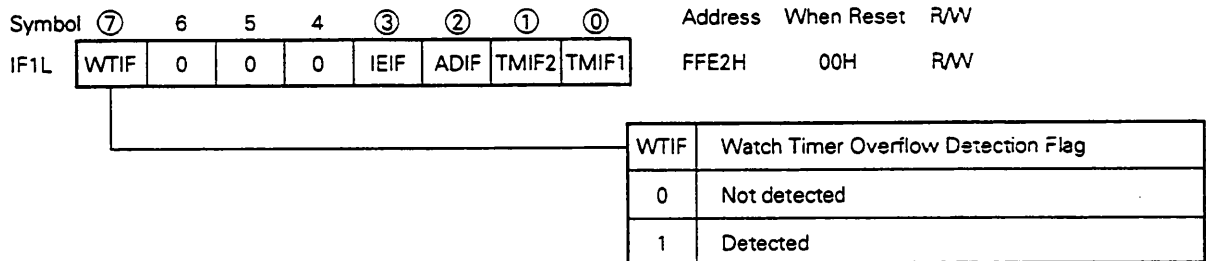 Symbol ⑦ 6 5 4 ③ ② ① ⓪ Address When Reset R/W
IF1L WTIF 0 0 0 IEIF ADIF TMIF2 TMIF1 FFE2H 00H R/W
WTIF Watch Timer Overflow Detection Flag
0 Not detected
1 Detected